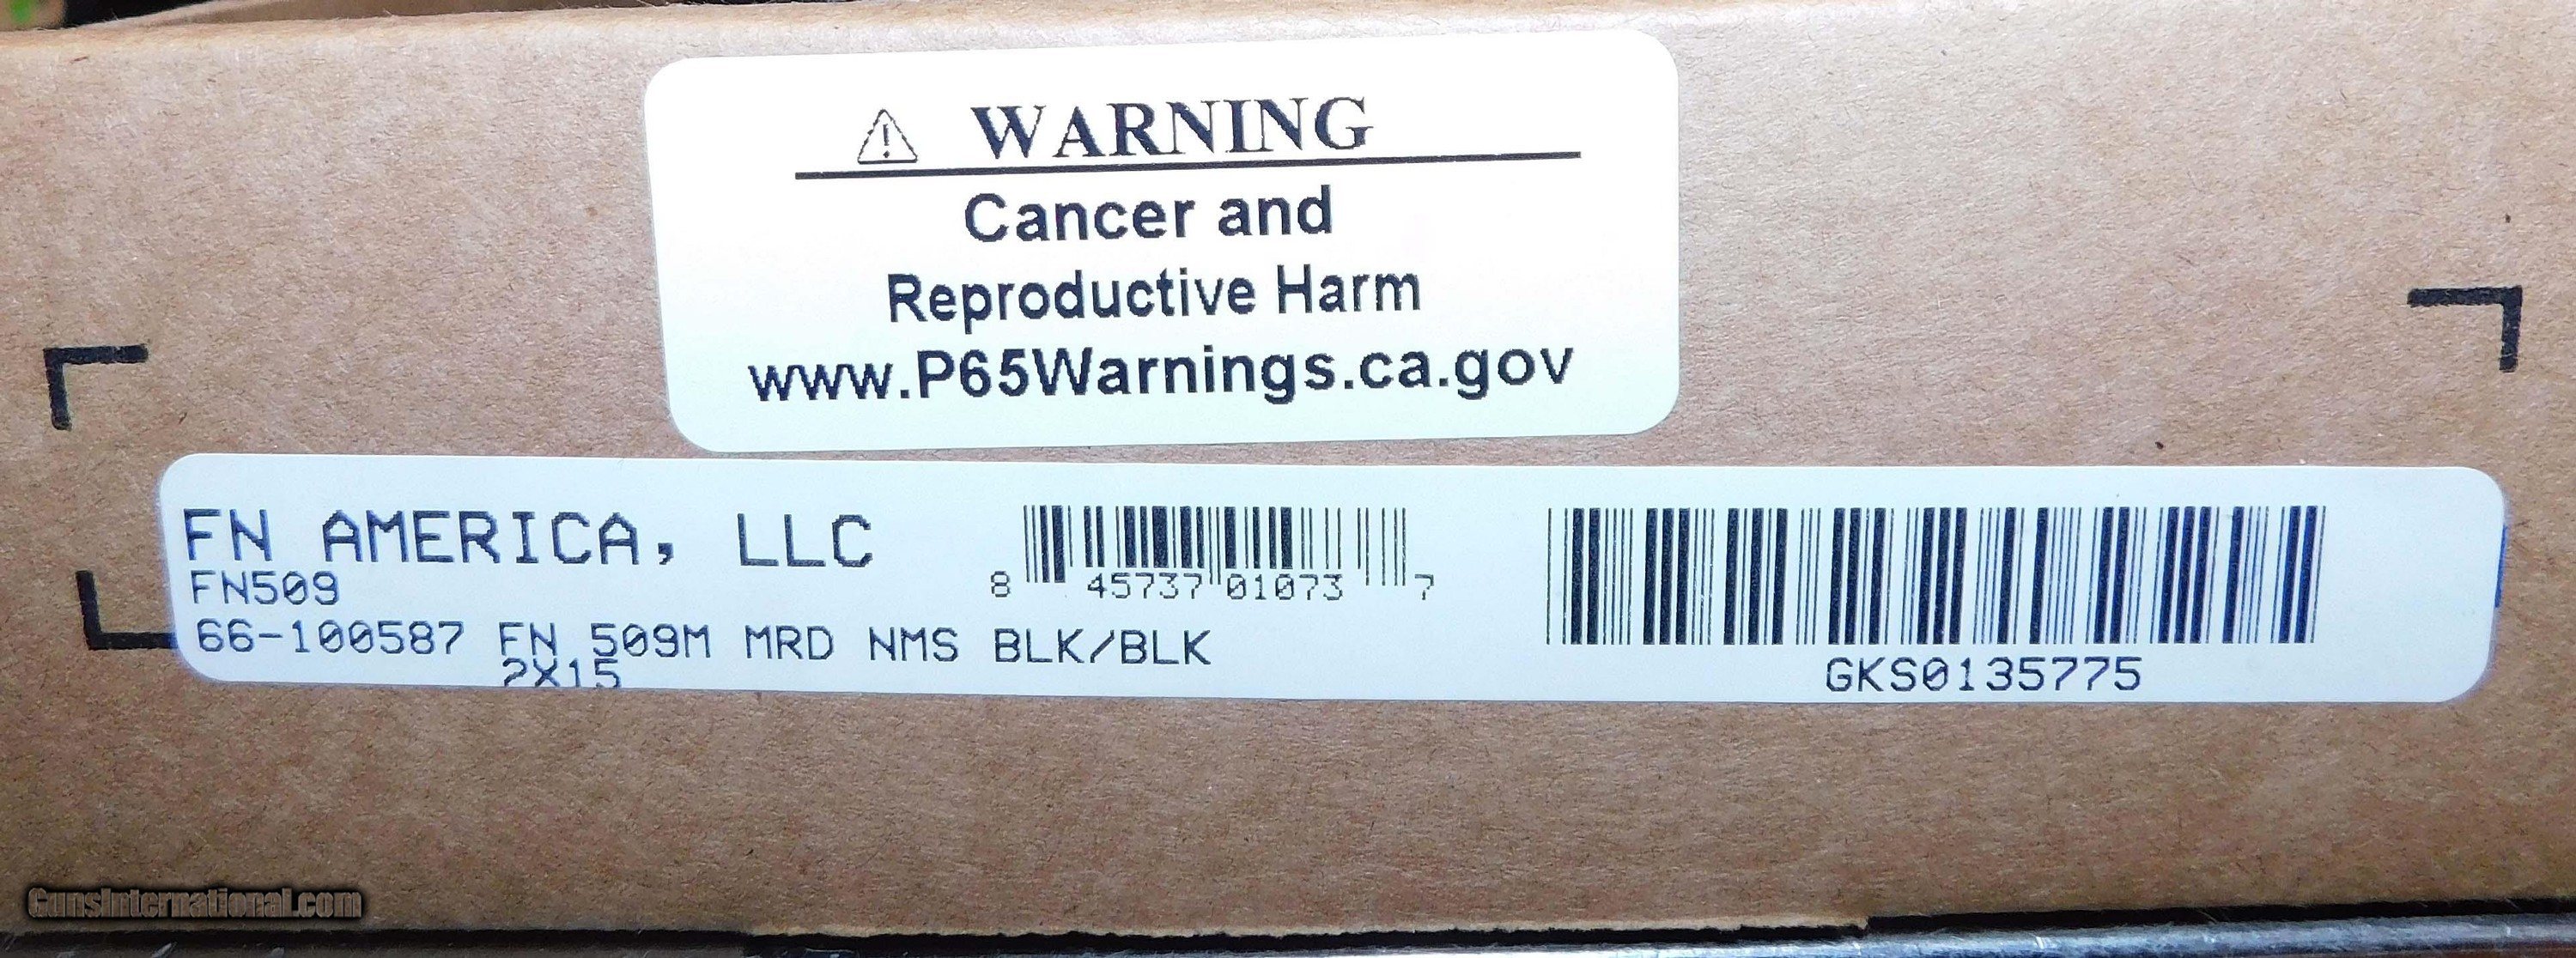 WARNING
Cancer and
Reproductive Harm
www.P65Warnings.ca.gov
FN AMERICA, LLC
FN509
66-100587 FN 509M MRD NMS BLK/BLK
2X15
8 45737 01073 7
GKS0135775
GunsInternational.com